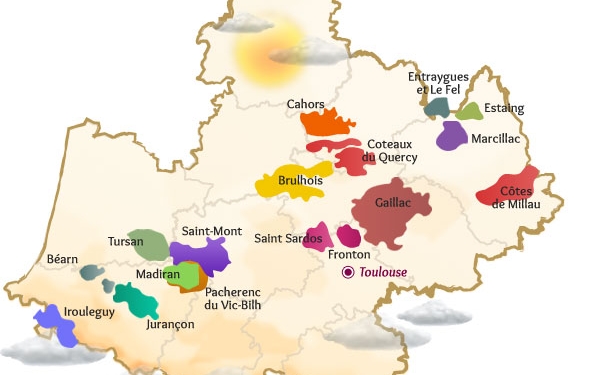 Entraygues
et Le Fel
Cahors
Estaing
Marcillac
Coteaux
du Quercy
Brulhois
Côtes
de Millau
Gaillac
Saint-Mont
Tursan
Saint Sardos
Fronton
Béarn
Madiran
Toulouse
Pacherenc
du Vic-Bilh
Irouleguy
Jurançon